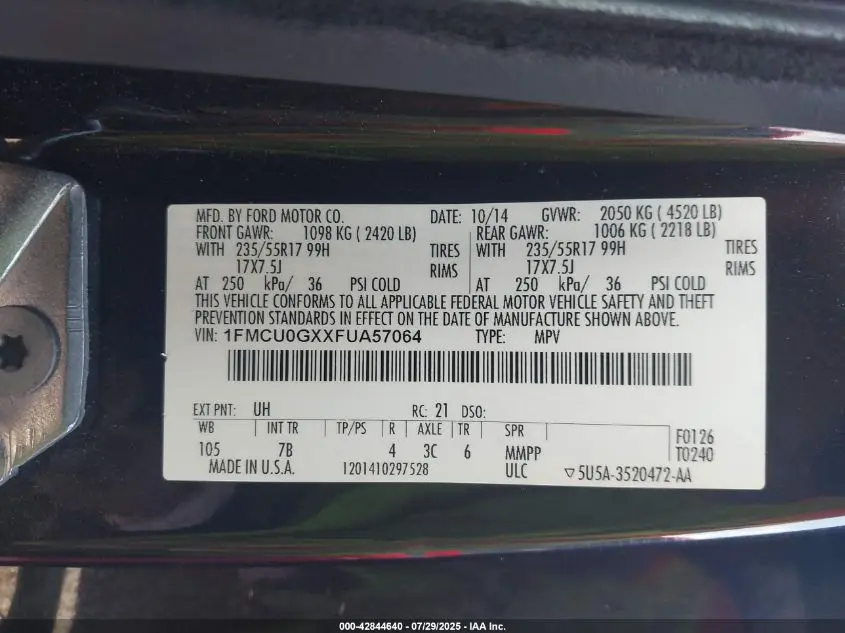 MFD. BY FORD MOTOR CO. DATE: 10/14 GVWR: 2050 KG ( 4520 LB)
FRONT GAWR: 1098 KG ( 2420 LB) REAR GAWR: 1006 KG ( 2218 LB)
WITH 235/55R17 99H TIRES WITH 235/55R17 99H TIRES
17X7.5J RIMS 17X7.5J RIMS
AT 250 kPa/ 36 PSI COLD AT 250 kPa/ 36 PSI COLD
THIS VEHICLE CONFORMS TO ALL APPLICABLE FEDERAL MOTOR VEHICLE SAFETY AND THEFT
PREVENTION STANDARDS IN EFFECT ON THE DATE OF MANUFACTURE SHOWN ABOVE.
VIN: 1FMCU0GXXFUA57064 TYPE: MPV
EXT PNT: UH RC: 21 DSO:
WB INT TR TP/PS R AXLE TR SPR F0126
105 7B 4 3C 6 MMPP T0240
MADE IN U.S.A. 1201410297528 ULC ▽5U5A-3520472-AA
000-42844640 - 07/29/2025 - IAA Inc.